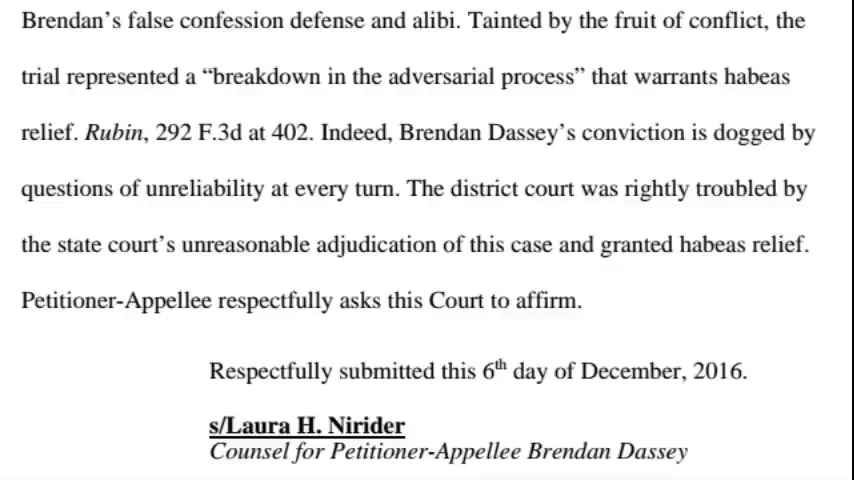 Brendan’s false confession defense and alibi. Tainted by the fruit of conflict, the
trial represented a “breakdown in the adversarial process” that warrants habeas
relief. Rubin, 292 F.3d at 402. Indeed, Brendan Dassey’s conviction is dogged by
questions of unreliability at every turn. The district court was rightly troubled by
the state court’s unreasonable adjudication of this case and granted habeas relief.
Petitioner-Appellee respectfully asks this Court to affirm.
Respectfully submitted this 6th day of December, 2016.
s/Laura H. Nirider
Counsel for Petitioner-Appellee Brendan Dassey